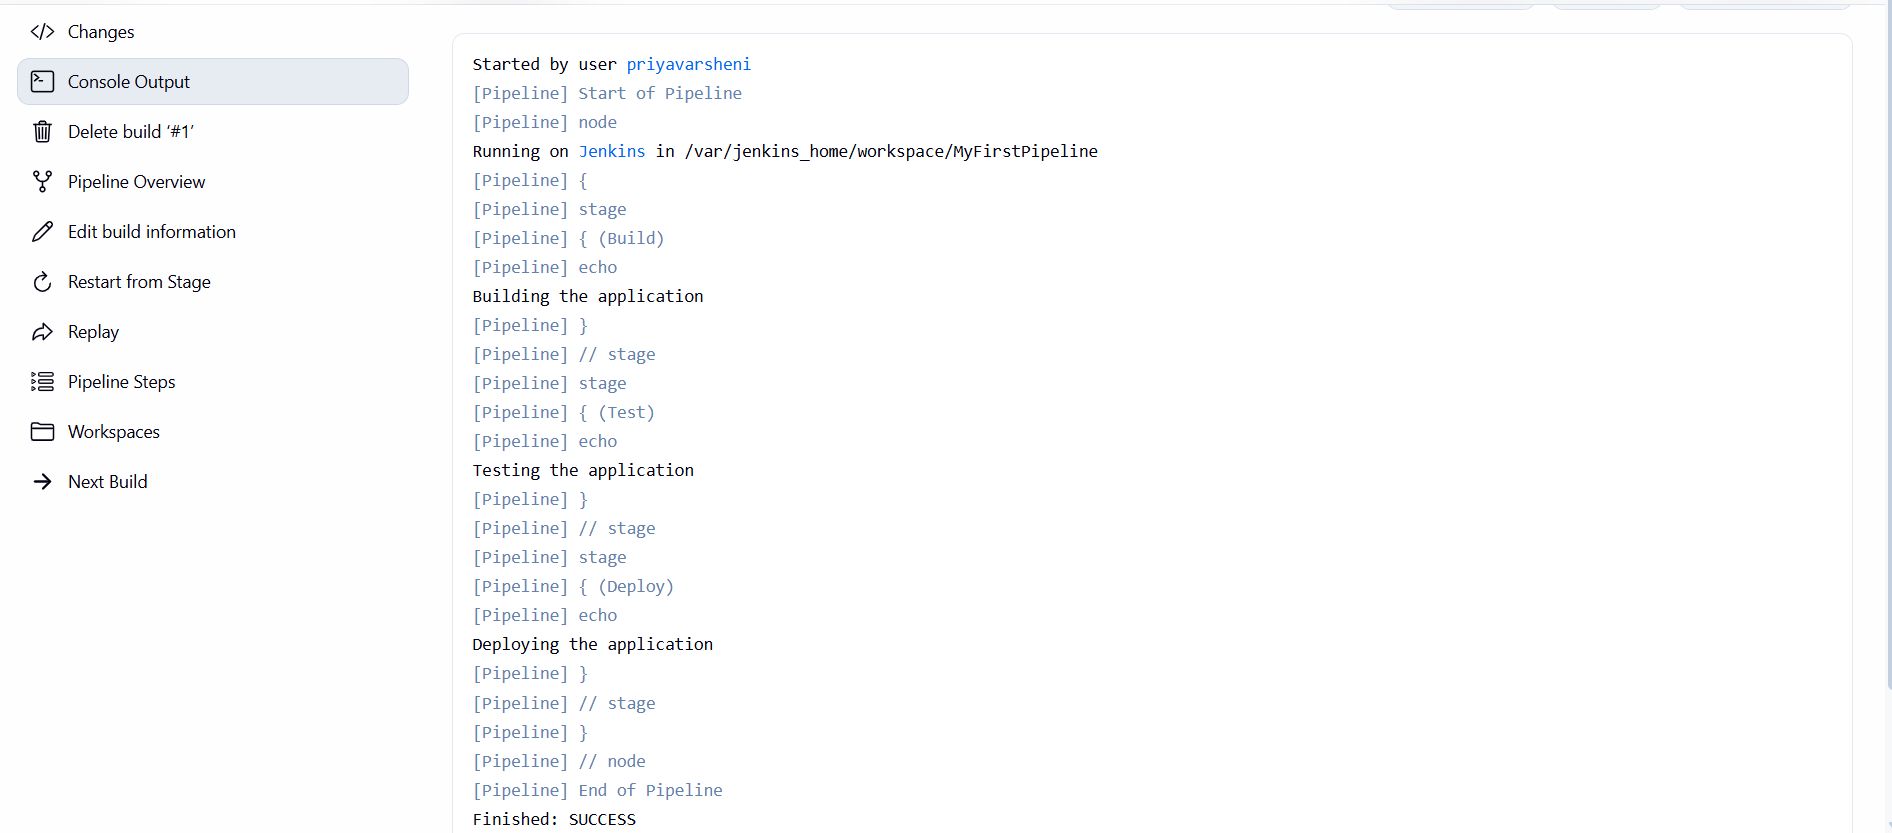 Changes
Console Output
Delete build ‘#1’
Pipeline Overview
Edit build information
Restart from Stage
Replay
Pipeline Steps
Workspaces
Next Build
Started by user priyavarsheni
[Pipeline] Start of Pipeline
[Pipeline] node
Running on Jenkins in /var/jenkins_home/workspace/MyFirstPipeline
[Pipeline] {
[Pipeline] stage
[Pipeline] { (Build)
[Pipeline] echo
Building the application
[Pipeline] }
[Pipeline] // stage
[Pipeline] stage
[Pipeline] { (Test)
[Pipeline] echo
Testing the application
[Pipeline] }
[Pipeline] // stage
[Pipeline] stage
[Pipeline] { (Deploy)
[Pipeline] echo
Deploying the application
[Pipeline] }
[Pipeline] // stage
[Pipeline] }
[Pipeline] // node
[Pipeline] End of Pipeline
Finished: SUCCESS